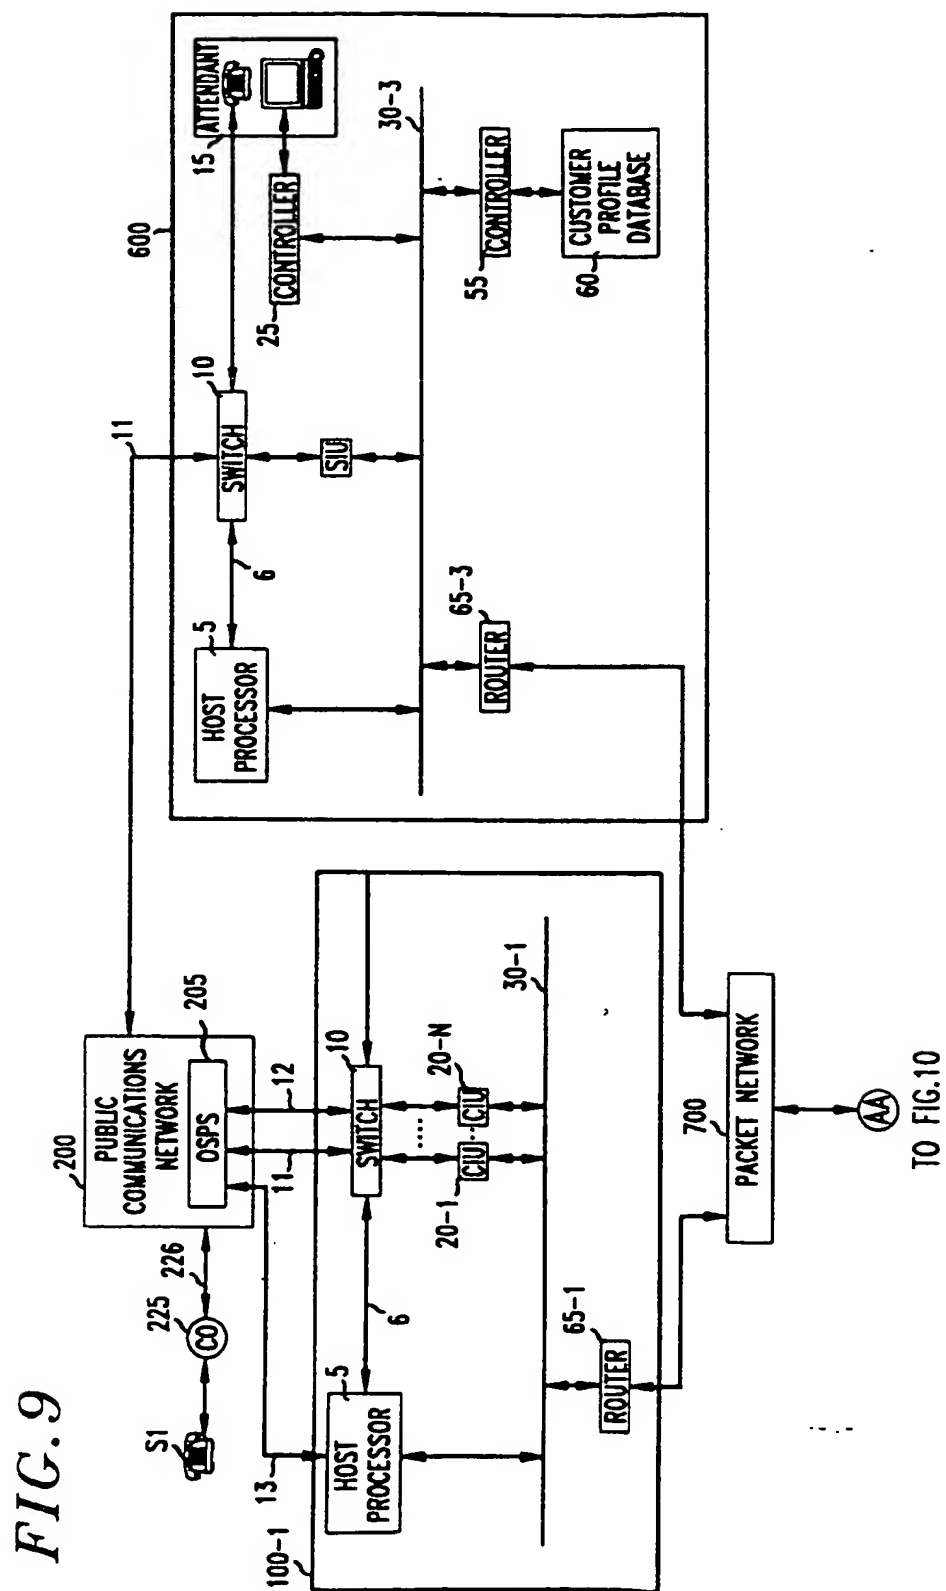 FIG. 9
S1
225
CO
226
200
PUBLIC
COMMUNICATIONS
NETWORK
205
OSPS
11
12
13
11
100-1
5
HOST
PROCESSOR
6
10
SWITCH
20-1
CIU
....
..
20-N
CIU
30-1
65-1
ROUTER
600
5
HOST
PROCESSOR
6
10
SWITCH
SIU
15
ATTENDANT
25
CONTROLLER
30-3
65-3
ROUTER
55
CONTROLLER
60
CUSTOMER
PROFILE
DATABASE
700
PACKET NETWORK
AA
TO FIG.10